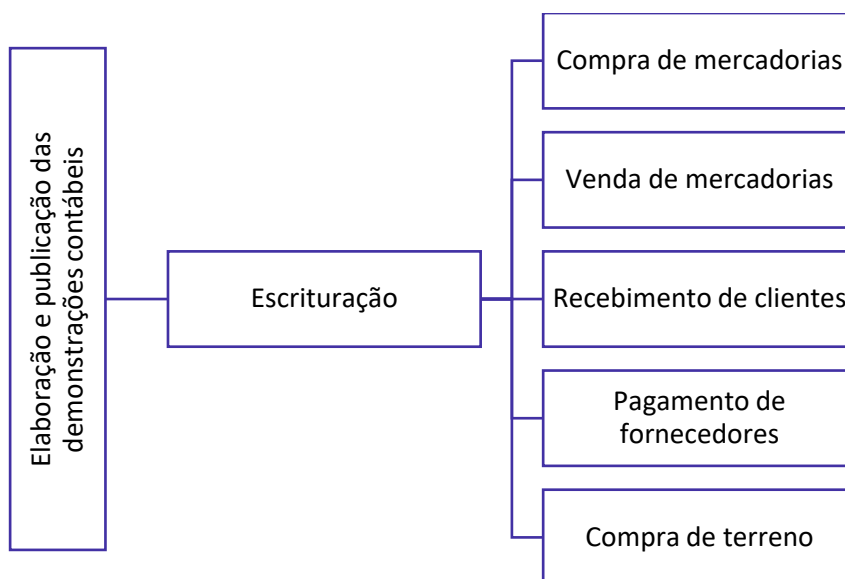 Elaboração e publicação das
demonstrações contábeis
Escrituração
Compra de mercadorias
Venda de mercadorias
Recebimento de clientes
Pagamento de
fornecedores
Compra de terreno